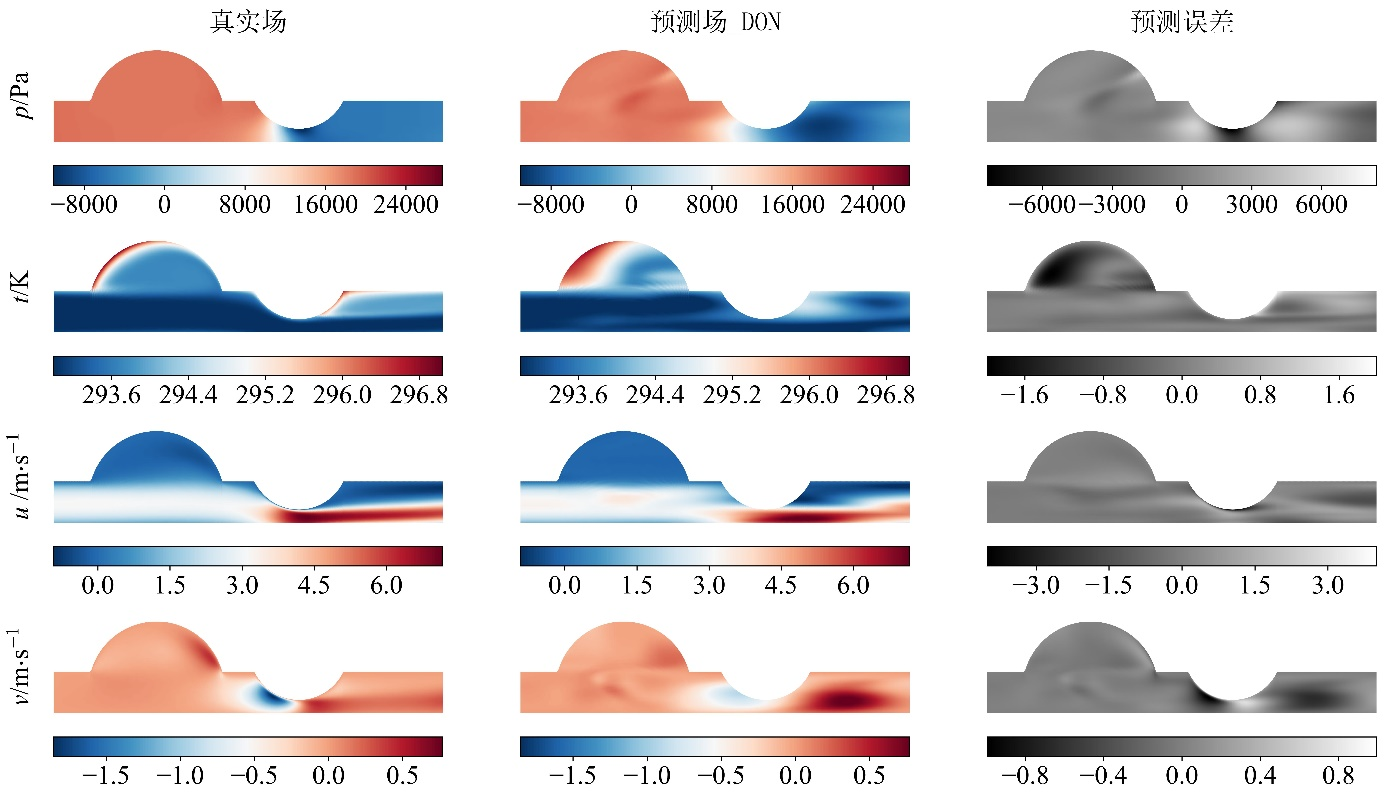 真实场 预测场 DON 预测误差
p/Pa
−8000 0 8000 16000 24000 −8000 0 8000 16000 24000 −6000 −3000 0 3000 6000
t/K
293.6 294.4 295.2 296.0 296.8 293.6 294.4 295.2 296.0 296.8 −1.6 −0.8 0.0 0.8 1.6
u/m·s⁻¹
0.0 1.5 3.0 4.5 6.0 0.0 1.5 3.0 4.5 6.0 −3.0 −1.5 0.0 1.5 3.0
v/m·s⁻¹
−1.5 −1.0 −0.5 0.0 0.5 −1.5 −1.0 −0.5 0.0 0.5 −0.8 −0.4 0.0 0.4 0.8